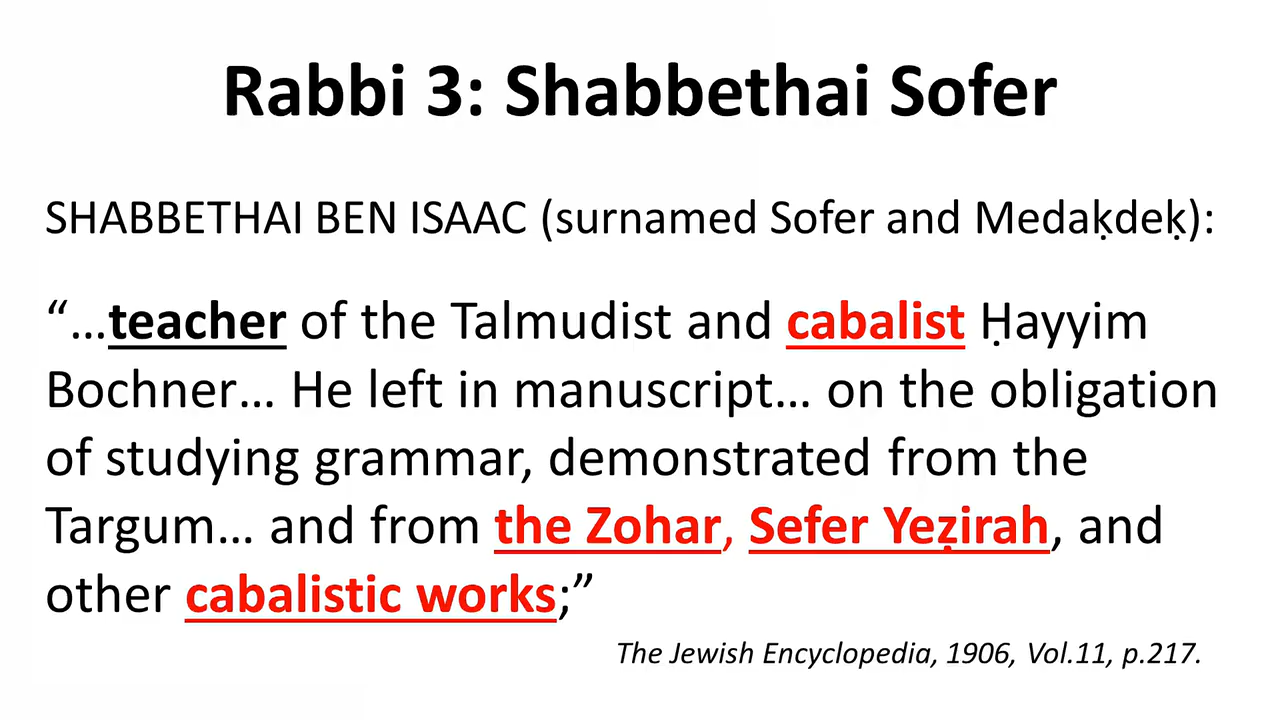 Rabbi 3: Shabbethai Sofer
SHABBETHAI BEN ISAAC (surnamed Sofer and Medaḳdeḳ):
“…teacher of the Talmudist and cabalist Ḥayyim
Bochner… He left in manuscript… on the obligation
of studying grammar, demonstrated from the
Targum… and from the Zohar, Sefer Yeẓirah, and
other cabalistic works;”
The Jewish Encyclopedia, 1906, Vol.11, p.217.